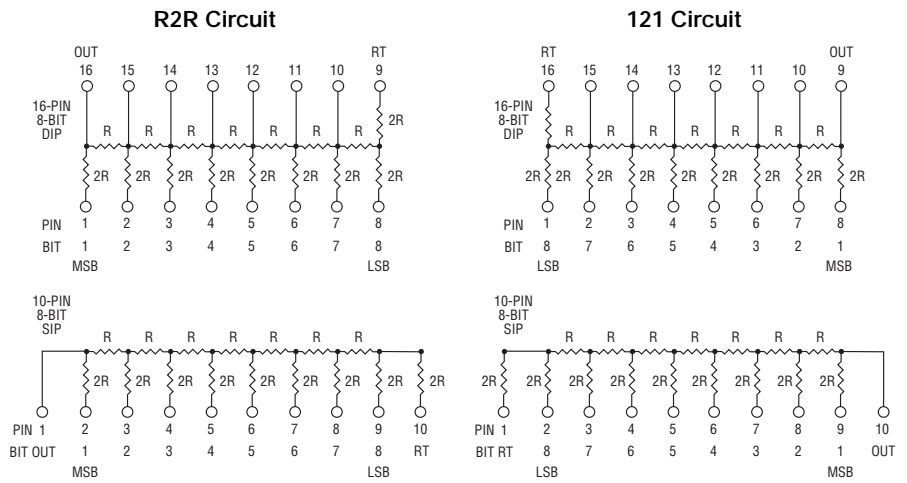 R2R Circuit
121 Circuit
OUT RT
16 15 14 13 12 11 10 9
16-PIN
8-BIT
DIP
2R
R R R R R R R
2R 2R 2R 2R 2R 2R 2R 2R
PIN 1 2 3 4 5 6 7 8
BIT 1 2 3 4 5 6 7 8
MSB LSB
RT OUT
16 15 14 13 12 11 10 9
16-PIN
8-BIT
DIP
R R R R R R R
2R 2R 2R 2R 2R 2R 2R 2R 2R
PIN 1 2 3 4 5 6 7 8
BIT 8 7 6 5 4 3 2 1
LSB MSB
10-PIN
8-BIT
SIP
R R R R R R R
2R 2R 2R 2R 2R 2R 2R 2R 2R
PIN 1 2 3 4 5 6 7 8 9 10
BIT OUT 1 2 3 4 5 6 7 8 RT
MSB LSB
10-PIN
8-BIT
SIP
R R R R R R R
2R 2R 2R 2R 2R 2R 2R 2R 2R
PIN 1 2 3 4 5 6 7 8 9 10
BIT RT 8 7 6 5 4 3 2 1 OUT
LSB MSB